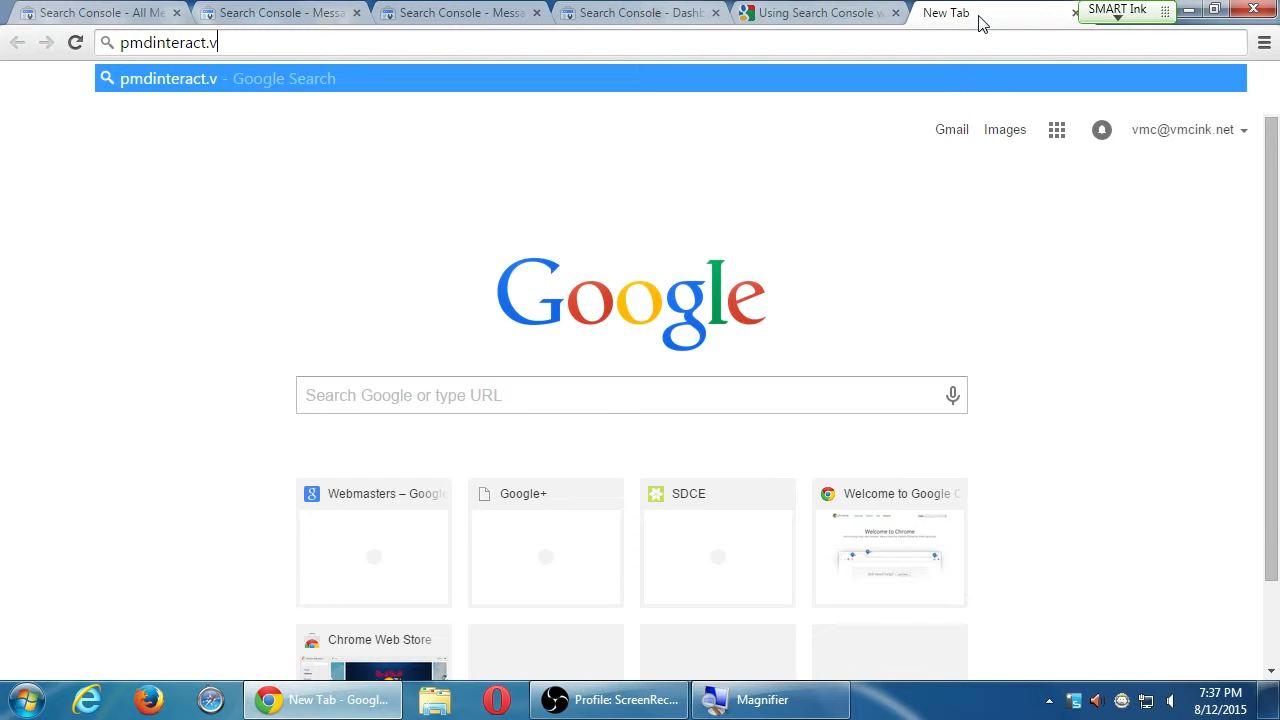 Search Console - All Me
Search Console - Messa
Search Console - Messa
Search Console - Dashb
Using Search Console w
New Tab
SMART Ink
pmdinteract.v
pmdinteract.v - Google Search
Gmail
Images
vmc@vmcink.net
Google
Search Google or type URL
Webmasters – Google
Google+
SDCE
Welcome to Google C
Welcome to Chrome
Chrome Web Store
New Tab - Googl...
Profile: ScreenRec...
Magnifier
7:37 PM
8/12/2015